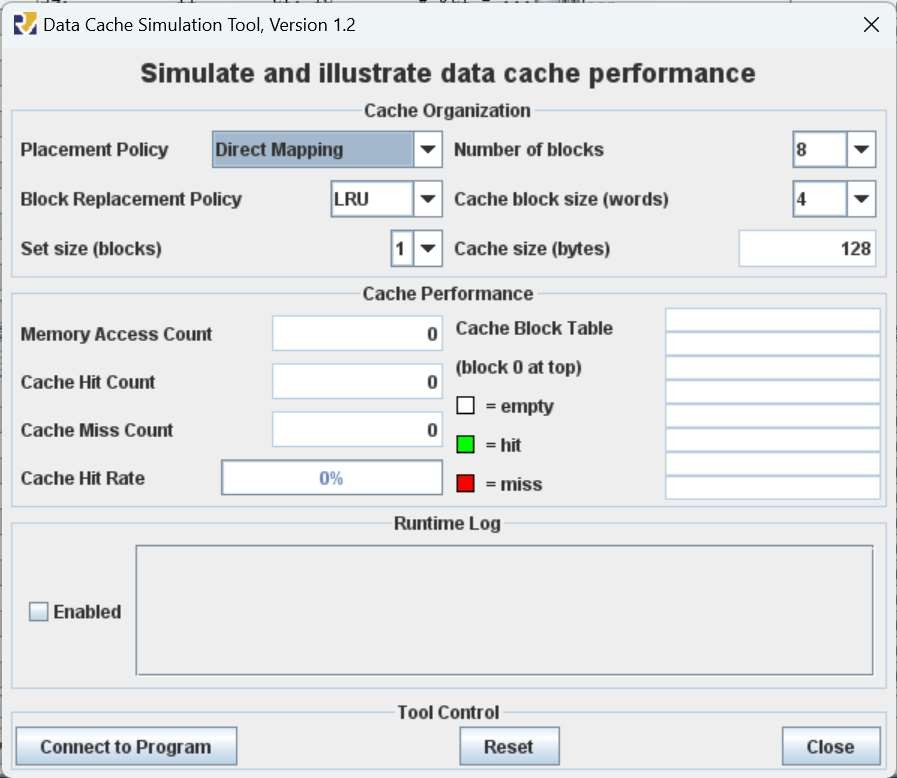 Data Cache Simulation Tool, Version 1.2
Simulate and illustrate data cache performance
Cache Organization
Placement Policy Direct Mapping Number of blocks 8
Block Replacement Policy LRU Cache block size (words) 4
Set size (blocks) 1 Cache size (bytes) 128
Cache Performance
Memory Access Count 0 Cache Block Table
(block 0 at top)
Cache Hit Count 0
= empty
Cache Miss Count 0
= hit
Cache Hit Rate 0%
= miss
Runtime Log
Enabled
Tool Control
Connect to Program Reset Close